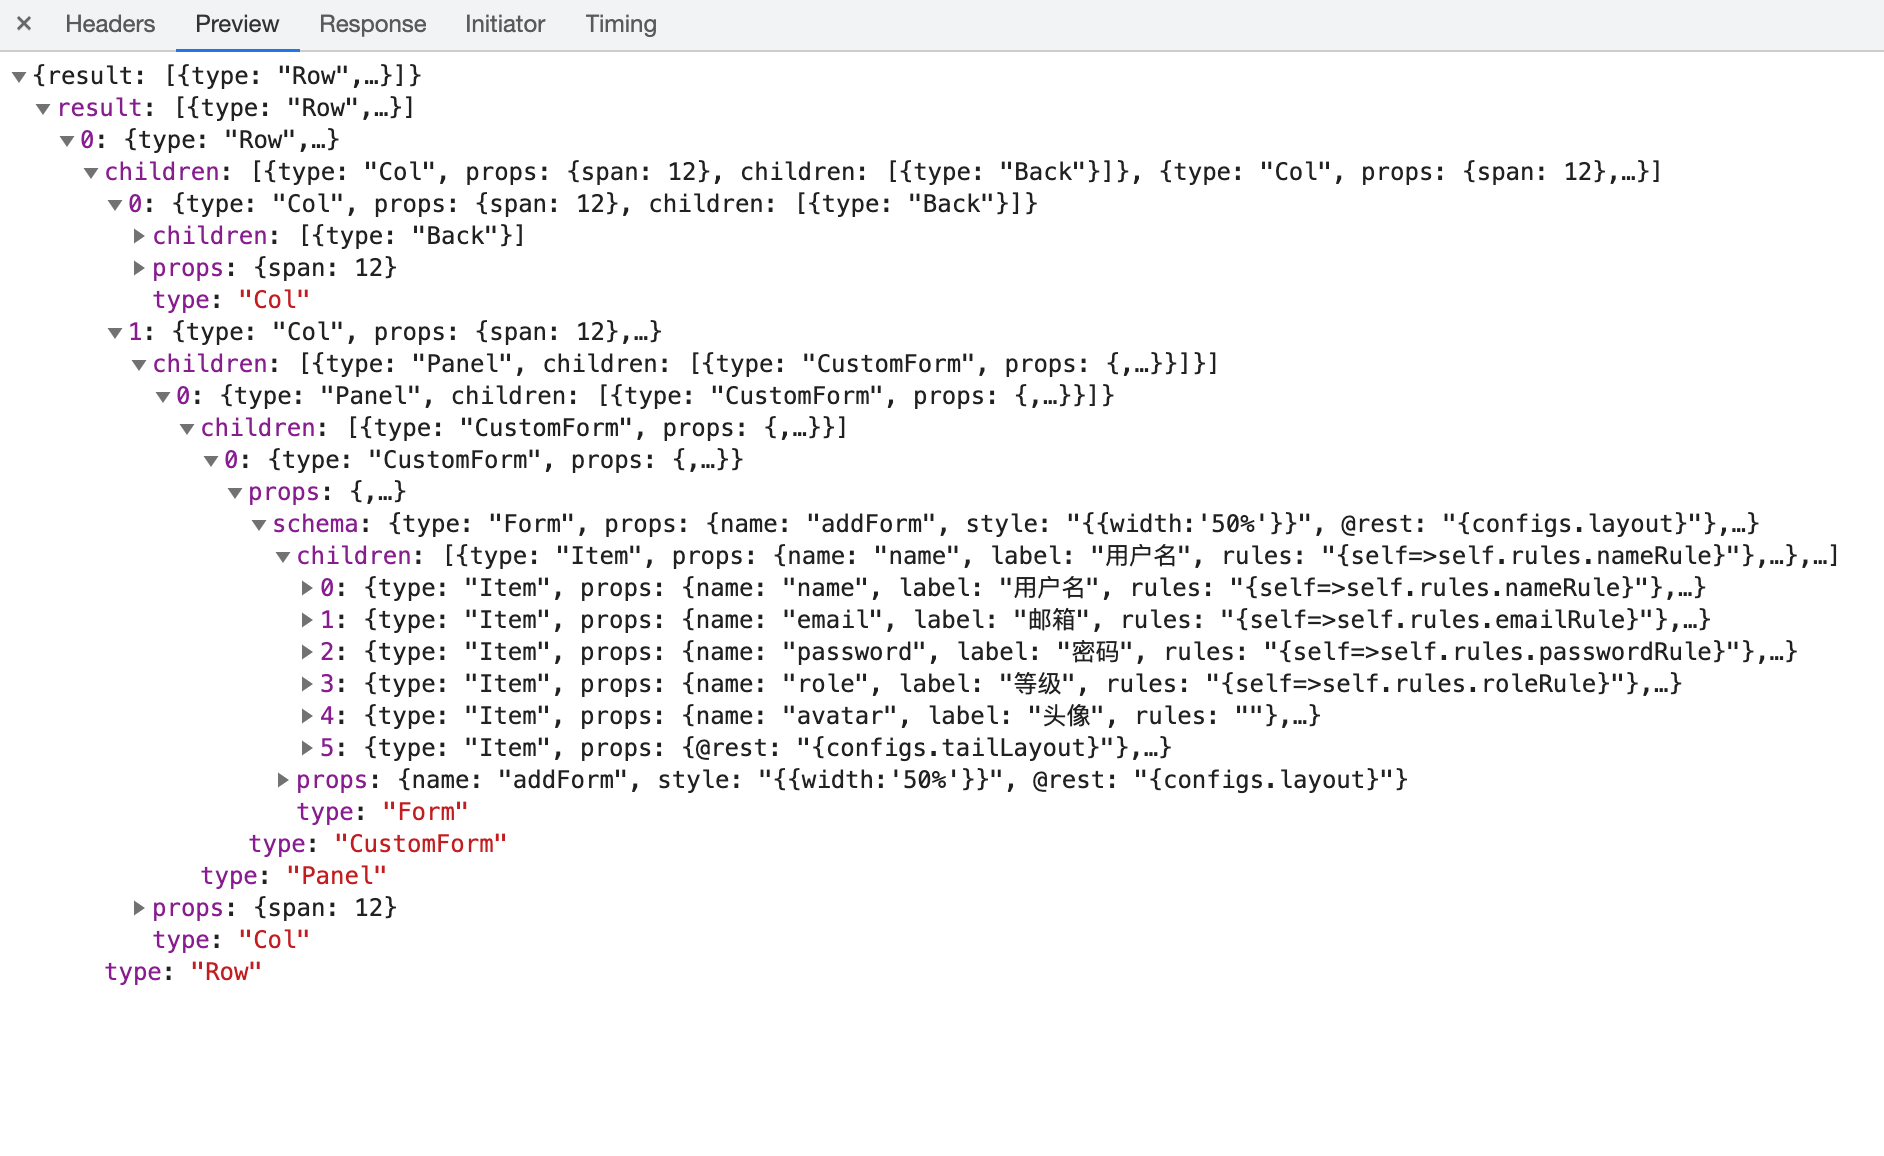 × Headers Preview Response Initiator Timing
▼{result: [{type: "Row",…}]}
▼result: [{type: "Row",…}]
▼0: {type: "Row",…}
▼children: [{type: "Col", props: {span: 12}, children: [{type: "Back"}]}, {type: "Col", props: {span: 12},…}]
▼0: {type: "Col", props: {span: 12}, children: [{type: "Back"}]}
▶children: [{type: "Back"}]
▶props: {span: 12}
type: "Col"
▼1: {type: "Col", props: {span: 12},…}
▼children: [{type: "Panel", children: [{type: "CustomForm", props: {,…}}]}]
▼0: {type: "Panel", children: [{type: "CustomForm", props: {,…}}]}
▼children: [{type: "CustomForm", props: {,…}}]
▼0: {type: "CustomForm", props: {,…}}
▼props: {,…}
▼schema: {type: "Form", props: {name: "addForm", style: "{{width:'50%'}}", @rest: "{configs.layout}"},…}
▼children: [{type: "Item", props: {name: "name", label: "用户名", rules: "{self=>self.rules.nameRule}"},…},…]
▶0: {type: "Item", props: {name: "name", label: "用户名", rules: "{self=>self.rules.nameRule}"},…}
▶1: {type: "Item", props: {name: "email", label: "邮箱", rules: "{self=>self.rules.emailRule}"},…}
▶2: {type: "Item", props: {name: "password", label: "密码", rules: "{self=>self.rules.passwordRule}"},…}
▶3: {type: "Item", props: {name: "role", label: "等级", rules: "{self=>self.rules.roleRule}"},…}
▶4: {type: "Item", props: {name: "avatar", label: "头像", rules: ""},…}
▶5: {type: "Item", props: {@rest: "{configs.tailLayout}"},…}
▶props: {name: "addForm", style: "{{width:'50%'}}", @rest: "{configs.layout}"}
type: "Form"
type: "CustomForm"
type: "Panel"
▶props: {span: 12}
type: "Col"
type: "Row"